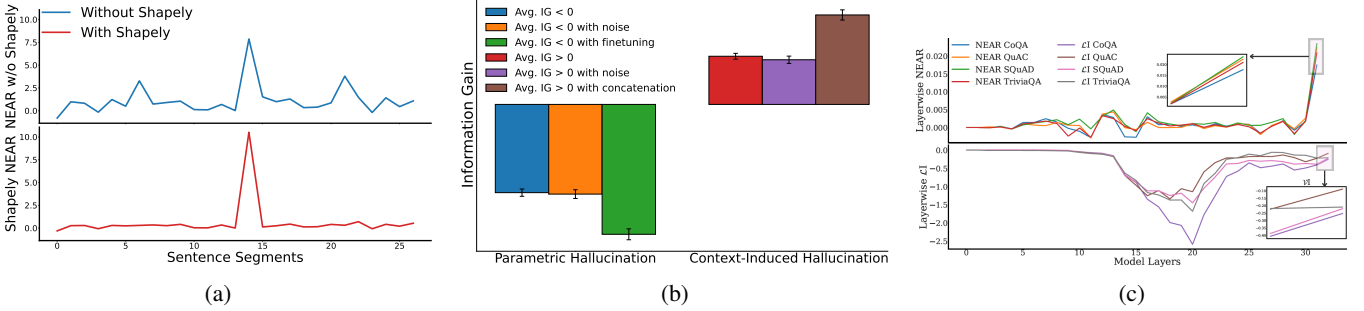 Shapely NEAR NEAR w/o Shapely
Without Shapely
With Shapely
10.0
7.5
5.0
2.5
0.0
10.0
7.5
5.0
2.5
0.0
0 5 10 15 20 25
Sentence Segments
(a)
Information Gain
Avg. IG < 0
Avg. IG < 0 with noise
Avg. IG < 0 with finetuning
Avg. IG > 0
Avg. IG > 0 with noise
Avg. IG > 0 with concatenation
Parametric Hallucination Context-Induced Hallucination
(b)
Layerwise NEAR
0.020
0.015
0.010
0.005
0.000
NEAR CoQA ℒI CoQA
NEAR QuAC ℒI QuAC
NEAR SQuAD ℒI SQuAD
NEAR TriviaQA ℒI TriviaQA
Layerwise ℒI
0.0
−0.5
−1.0
−1.5
−2.0
−2.5
0 5 10 15 20 25 30
Model Layers
(c)